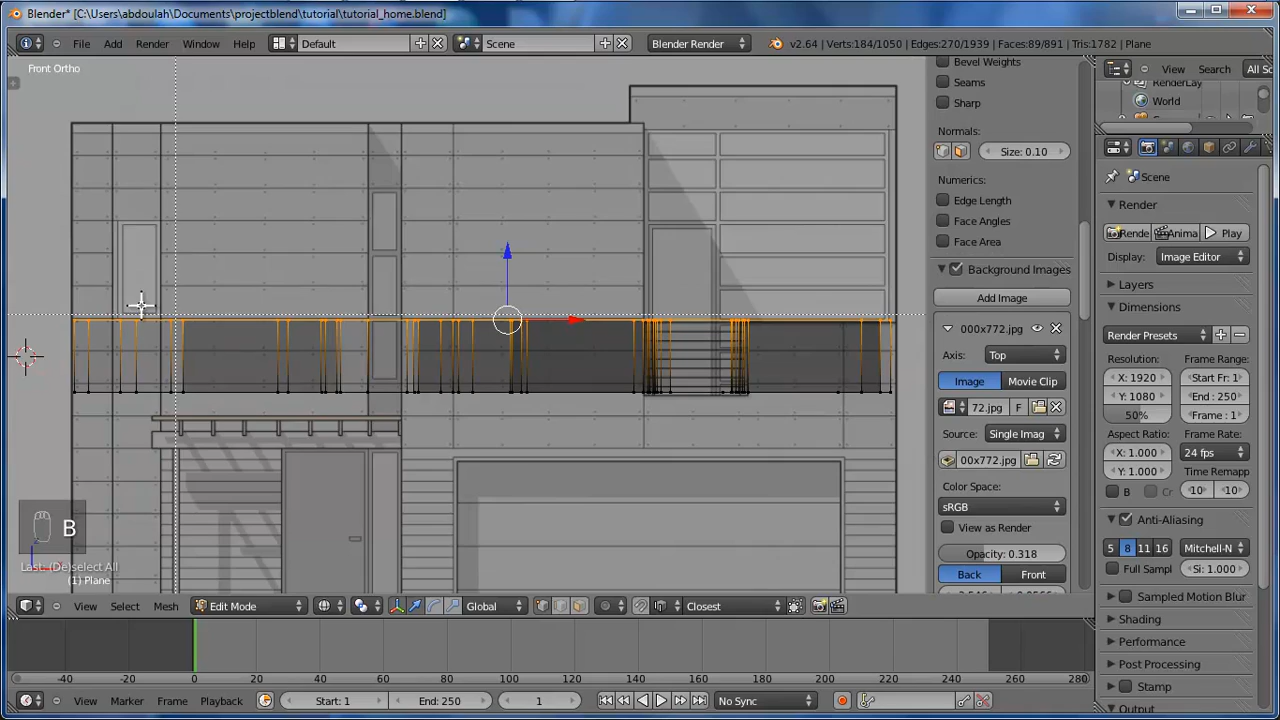 Blender* [C:\Users\abdoulah\Documents\projectblend\tutorial\tutorial_home.blend]
File Add Render Window Help Default Scene Blender Render v2.64 | Verts:184/1050 | Edges:270/1939 | Faces:89/891 | Tris:1782 | Plane
Front Ortho
Bevel Weights
Seams
Sharp
Normals:
Size: 0.10
Numerics:
Edge Length
Face Angles
Face Area
Background Images
Add Image
000x772.jpg
Axis: Top
Image Movie Clip
72.jpg F
Source: Single Imag
00x772.jpg
Color Space:
sRGB
View as Render
Opacity: 0.318
Back Front
View Search All Sc
RenderLay
World
Scene
Render
Rende Anima Play
Display: Image Editor
Layers
Dimensions
Render Presets
Resolution: Frame Range:
X: 1920 Start Fr: 1
Y: 1080 End : 250
50% Frame : 1
Aspect Ratio: Frame Rate:
X: 1.000 24 fps
Y: 1.000 Time Remapp
10 10
B Cr
Anti-Aliasing
5 8 11 16 Mitchell-N
Full Sampl Si: 1.000
Sampled Motion Blur
Shading
Performance
Post Processing
Stamp
Output
B
z
Last: (De)select All
(1) Plane
View Select Mesh Edit Mode Global Closest
-40 -20 0 20 40 60 80 100 120 140 160 180 200 220 240 260 280
View Marker Frame Playback Start: 1 End: 250 1 No Sync